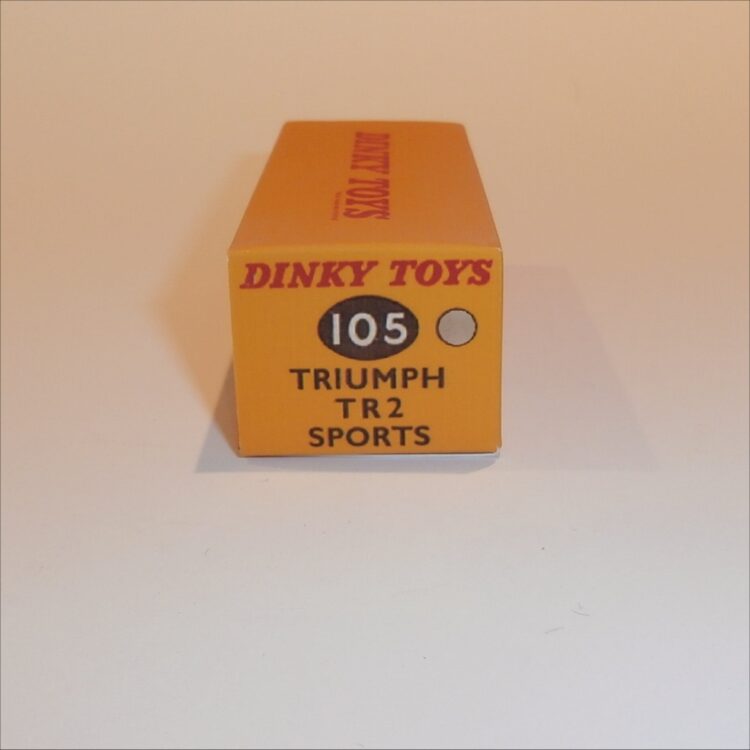 DINKY TOYS
DINKY TOYS
105
TRIUMPH
TR2
SPORTS